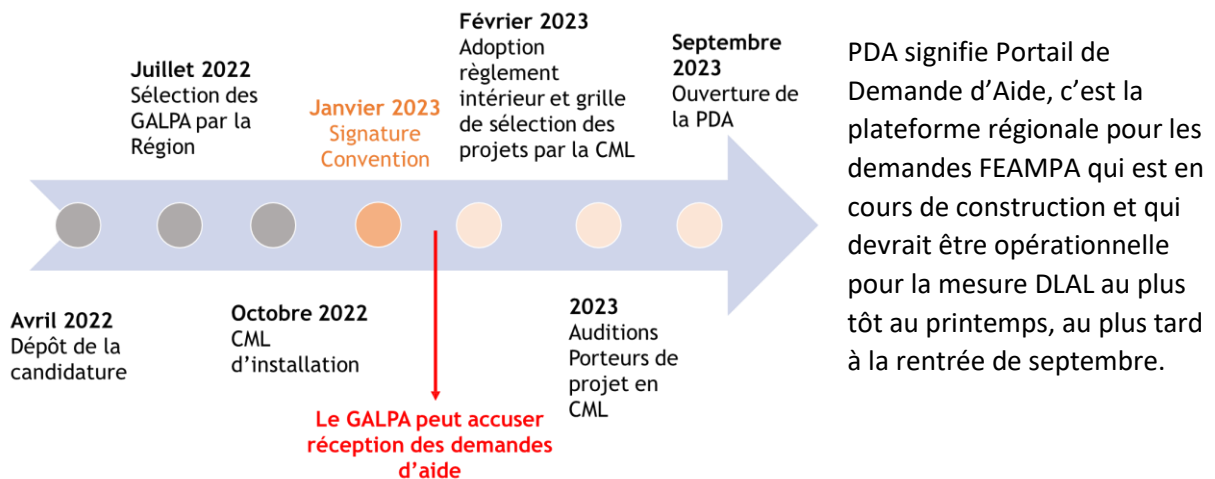 Avril 2022
Dépôt de la
candidature
Juillet 2022
Sélection des
GALPA par la
Région
Octobre 2022
CML
d'installation
Janvier 2023
Signature
Convention
Le GALPA peut accuser
réception des demandes
d'aide
Février 2023
Adoption
règlement
intérieur et grille
de sélection des
projets par la CML
2023
Auditions
Porteurs de
projet en
CML
Septembre
2023
Ouverture de
la PDA
PDA signifie Portail de
Demande d'Aide, c'est la
plateforme régionale pour les
demandes FEAMPA qui est en
cours de construction et qui
devrait être opérationnelle
pour la mesure DLAL au plus
tôt au printemps, au plus tard
à la rentrée de septembre.